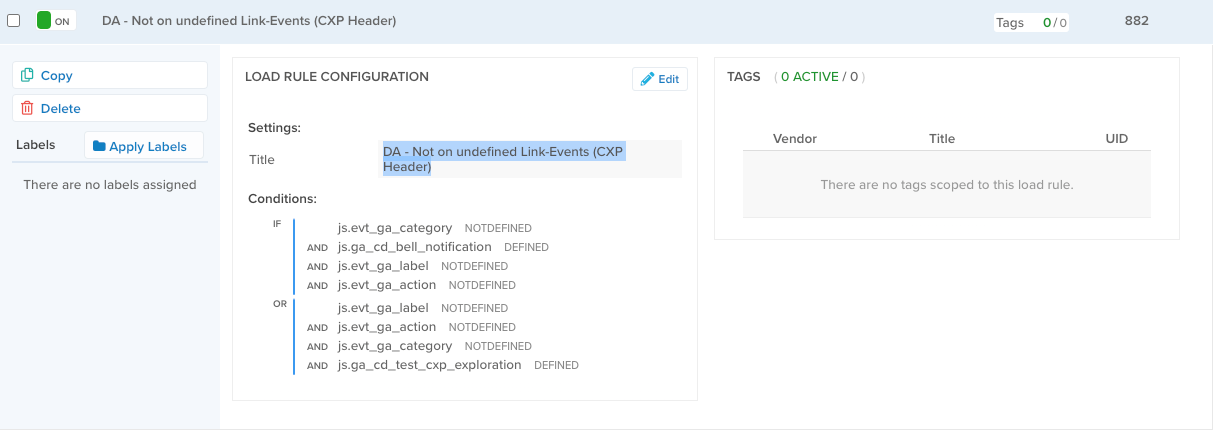 ON DA - Not on undefined Link-Events (CXP Header) Tags 0 / 0 882
Copy
Delete
Labels Apply Labels
There are no labels assigned
LOAD RULE CONFIGURATION Edit
Settings:
Title DA - Not on undefined Link-Events (CXP
Header)
Conditions:
IF js.evt_ga_category NOTDEFINED
AND js.ga_cd_bell_notification DEFINED
AND js.evt_ga_label NOTDEFINED
AND js.evt_ga_action NOTDEFINED
OR js.evt_ga_label NOTDEFINED
AND js.evt_ga_action NOTDEFINED
AND js.evt_ga_category NOTDEFINED
AND js.ga_cd_test_cxp_exploration DEFINED
TAGS ( 0 ACTIVE / 0 )
Vendor Title UID
There are no tags scoped to this load rule.